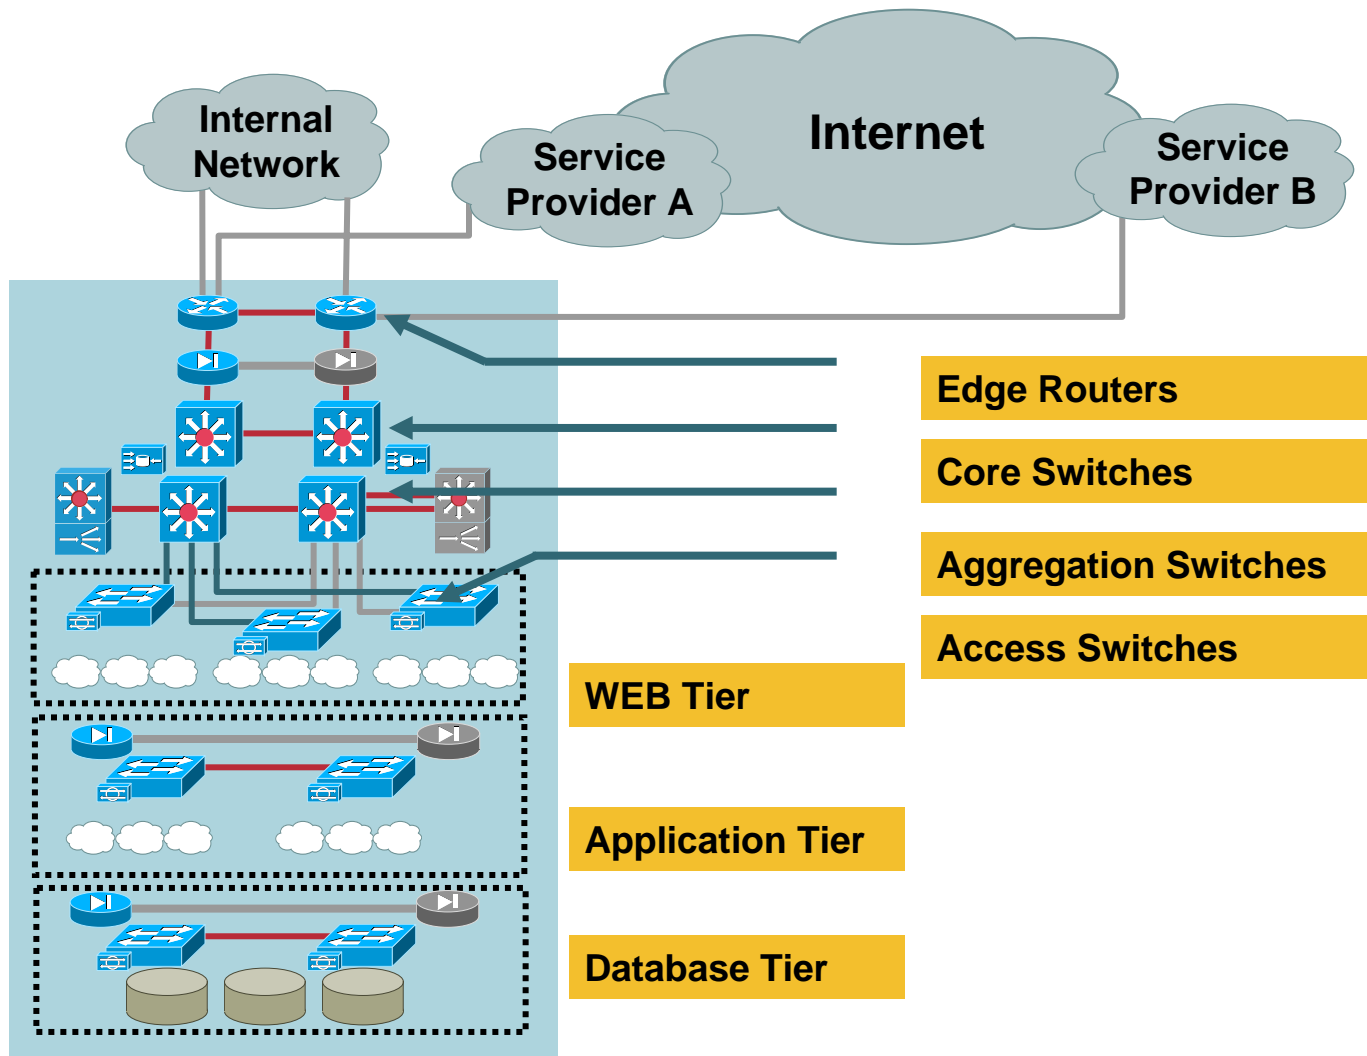 Internal
Network
Service
Provider A
Internet
Service
Provider B
Edge Routers
Core Switches
Aggregation Switches
Access Switches
WEB Tier
Application Tier
Database Tier